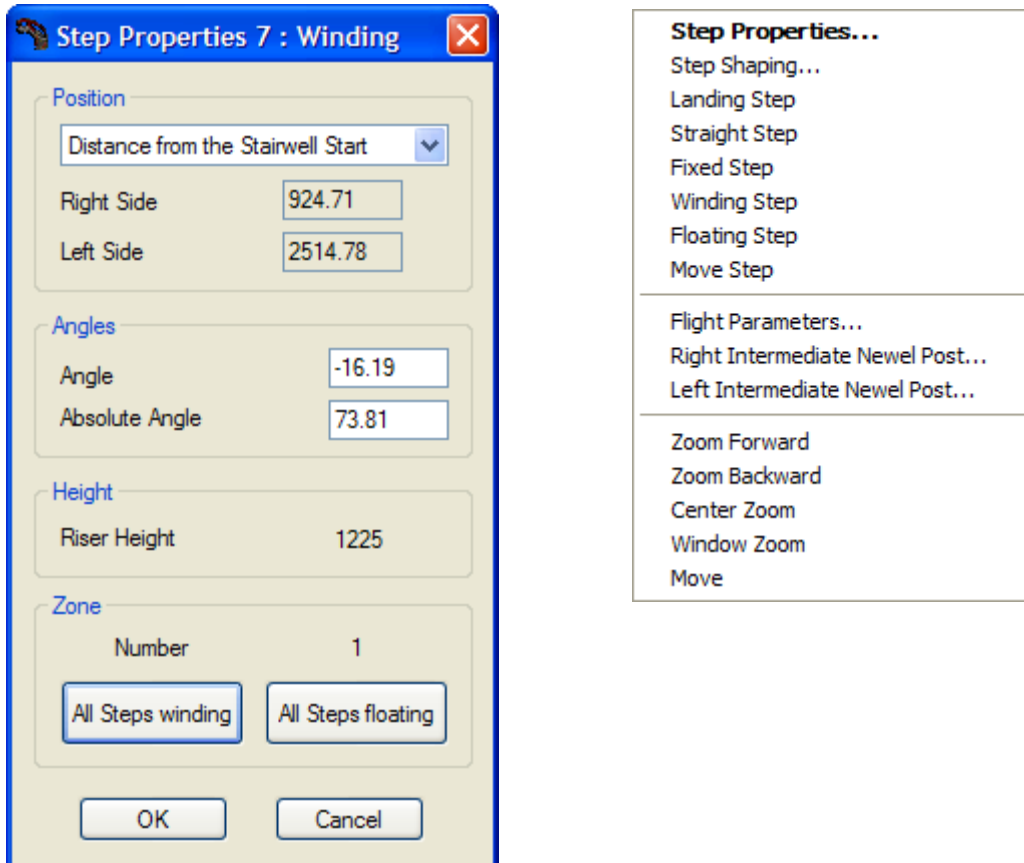 Step Properties 7 : Winding
Position
Distance from the Stairwell Start
Right Side 924.71
Left Side 2514.78
Angles
Angle -16.19
Absolute Angle 73.81
Height
Riser Height 1225
Zone
Number 1
All Steps winding All Steps floating
OK Cancel
Step Properties...
Step Shaping...
Landing Step
Straight Step
Fixed Step
Winding Step
Floating Step
Move Step
Flight Parameters...
Right Intermediate Newel Post...
Left Intermediate Newel Post...
Zoom Forward
Zoom Backward
Center Zoom
Window Zoom
Move